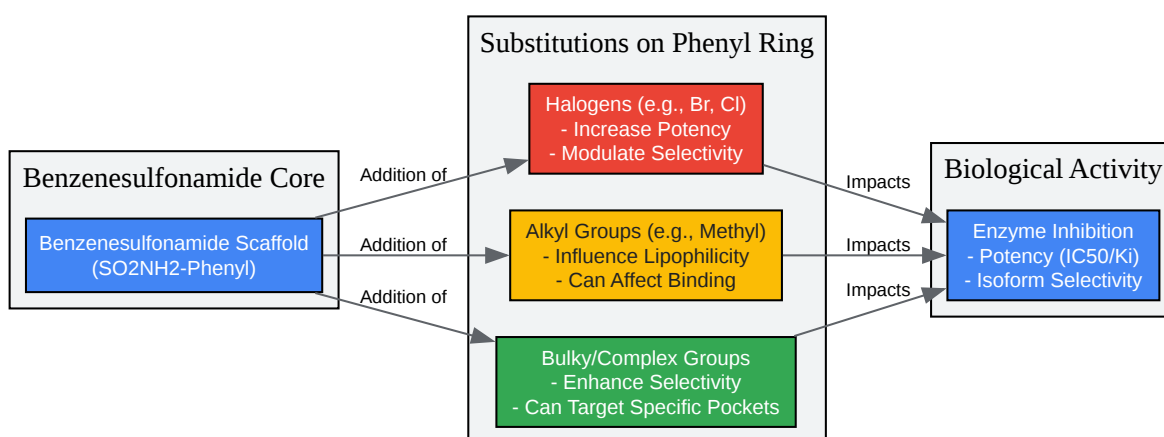 Substitutions on Phenyl Ring
Halogens (e.g., Br, Cl)
- Increase Potency
- Modulate Selectivity
Benzenesulfonamide Core
Addition of
Impacts
Biological Activity
Benzenesulfonamide Scaffold
(SO2NH2-Phenyl)
Addition of
Alkyl Groups (e.g., Methyl)
- Influence Lipophilicity
- Can Affect Binding
Impacts
Enzyme Inhibition
- Potency (IC50/Ki)
- Isoform Selectivity
Addition of
Impacts
Bulky/Complex Groups
- Enhance Selectivity
- Can Target Specific Pockets